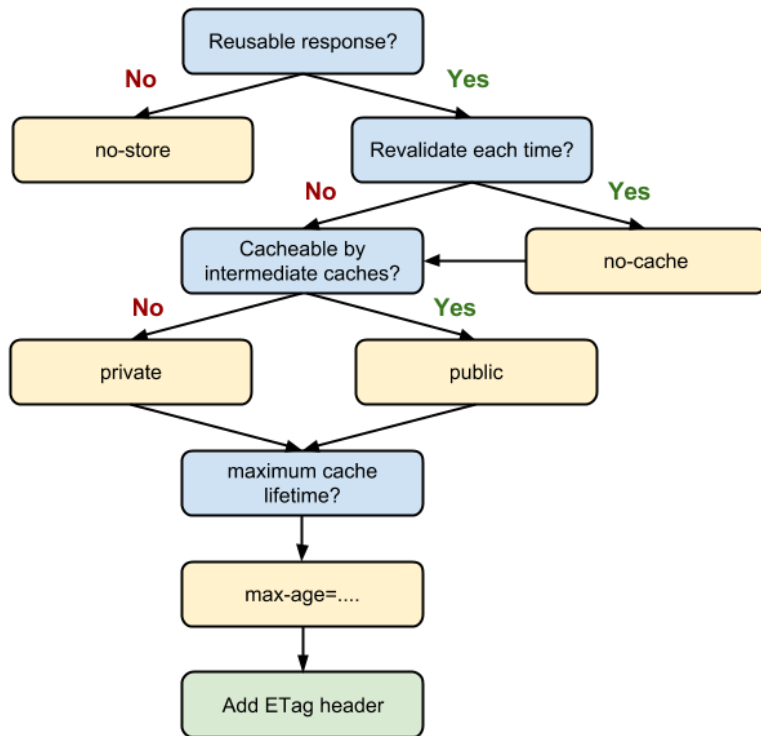 Reusable response?
No
Yes
no-store
Revalidate each time?
No
Yes
Cacheable by
intermediate caches?
no-cache
No
Yes
private
public
maximum cache
lifetime?
max-age=....
Add ETag header